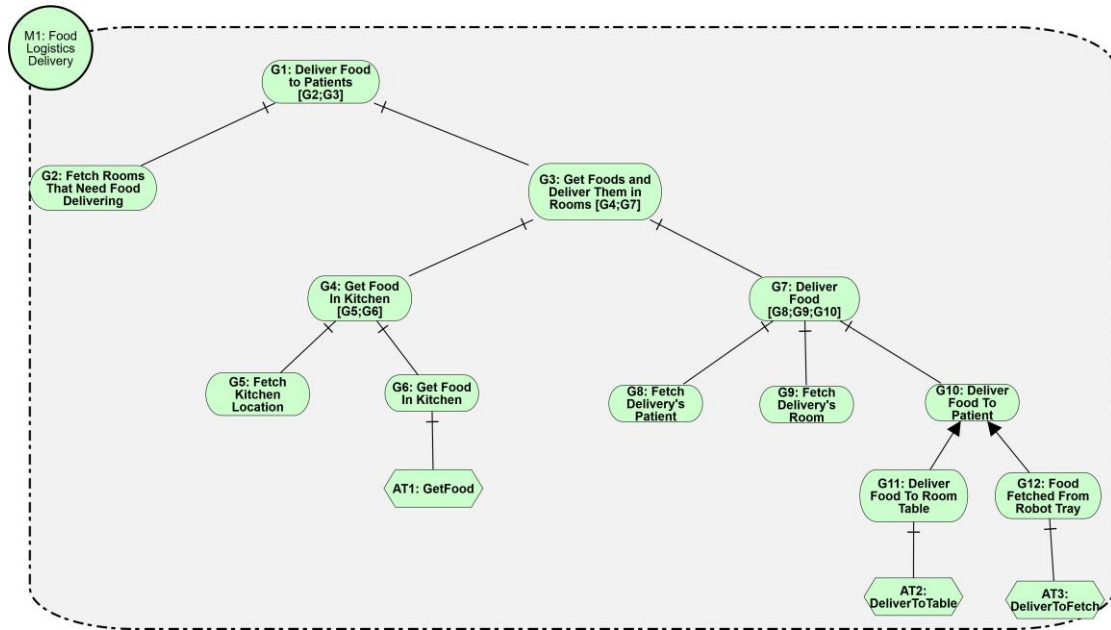 M1: Food
Logistics
Delivery
G1: Deliver Food
to Patients
[G2;G3]
G2: Fetch Rooms
That Need Food
Delivering
G3: Get Foods and
Deliver Them in
Rooms [G4;G7]
G4: Get Food
In Kitchen
[G5;G6]
G7: Deliver
Food
[G8;G9;G10]
G5: Fetch
Kitchen
Location
G6: Get Food
In Kitchen
G8: Fetch
Delivery's
Patient
G9: Fetch
Delivery's
Room
G10: Deliver
Food To
Patient
AT1: GetFood
G11: Deliver
Food To Room
Table
G12: Food
Fetched From
Robot Tray
AT2:
DeliverToTable
AT3:
DeliverToFetch